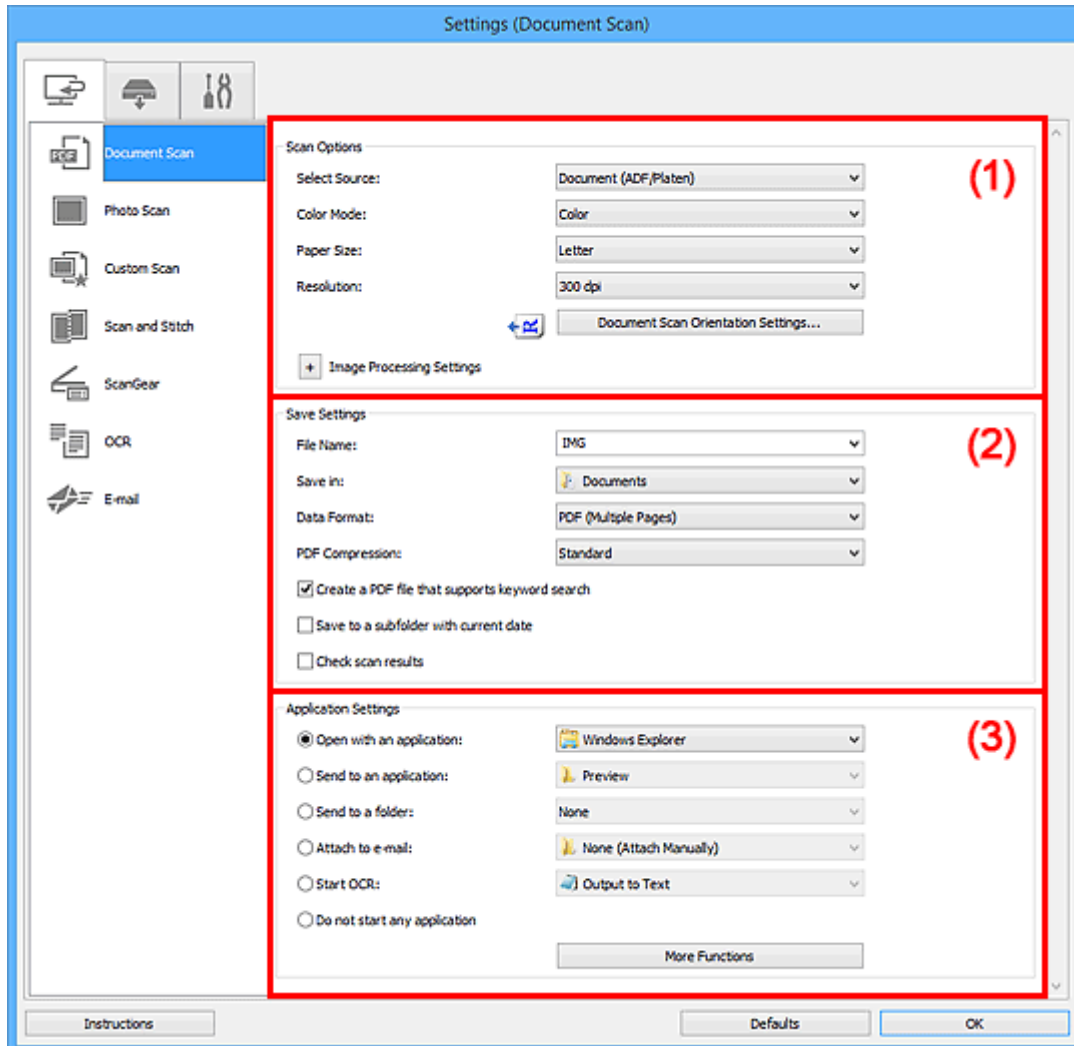 Settings (Document Scan)
Document Scan
Photo Scan
Custom Scan
Scan and Stitch
ScanGear
OCR
E-mail
(1)
Scan Options
Select Source: Document (ADF/Platen)
Color Mode: Color
Paper Size: Letter
Resolution: 300 dpi
Document Scan Orientation Settings...
+ Image Processing Settings
(2)
Save Settings
File Name: IMG
Save in: Documents
Data Format: PDF (Multiple Pages)
PDF Compression: Standard
Create a PDF file that supports keyword search
Save to a subfolder with current date
Check scan results
(3)
Application Settings
Open with an application: Windows Explorer
Send to an application: Preview
Send to a folder: None
Attach to e-mail: None (Attach Manually)
Start OCR: Output to Text
Do not start any application
More Functions
Instructions Defaults OK